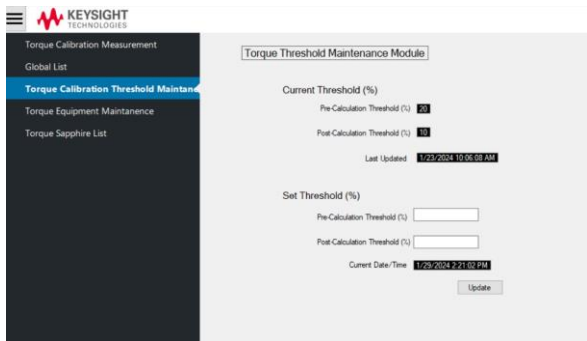 KEYSIGHT
TECHNOLOGIES
Torque Calibration Measurement
Global List
Torque Calibration Threshold Maintan
Torque Equipment Maintanence
Torque Sapphire List
Torque Threshold Maintenance Module
Current Threshold (%)
Pre-Calculation Threshold (%) 20
Post-Calculation Threshold (%) 10
Last Updated 1/23/2024 10:06:08 AM
Set Threshold (%)
Pre-Calculation Threshold (%)
Post-Calculation Threshold (%)
Current Date/Time 1/29/2024 2:21:02 PM
Update